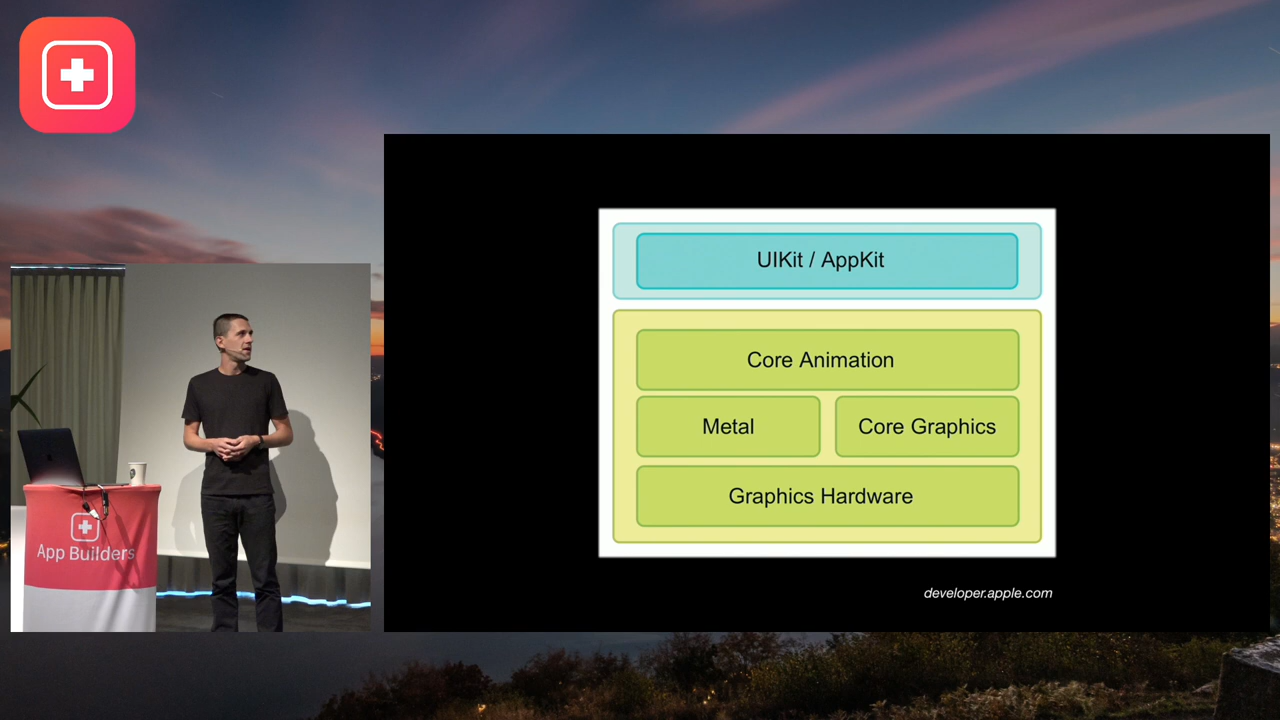 UIKit / AppKit
Core Animation
Metal
Core Graphics
Graphics Hardware
developer.apple.com
App Builders